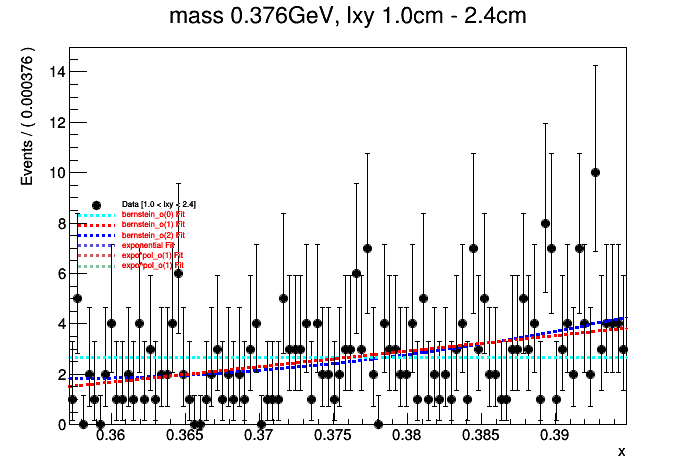 mass 0.376GeV, lxy 1.0cm - 2.4cm
Events / ( 0.000376 )
14
12
10
8
6
4
2
0
Data [1.0 < lxy < 2.4]
bernstein_o(0) Fit
bernstein_o(1) Fit
bernstein_o(2) Fit
exponential Fit
expo*pol_o(1) Fit
expo*pol_o(1) Fit
0.36 0.365 0.37 0.375 0.38 0.385 0.39
x